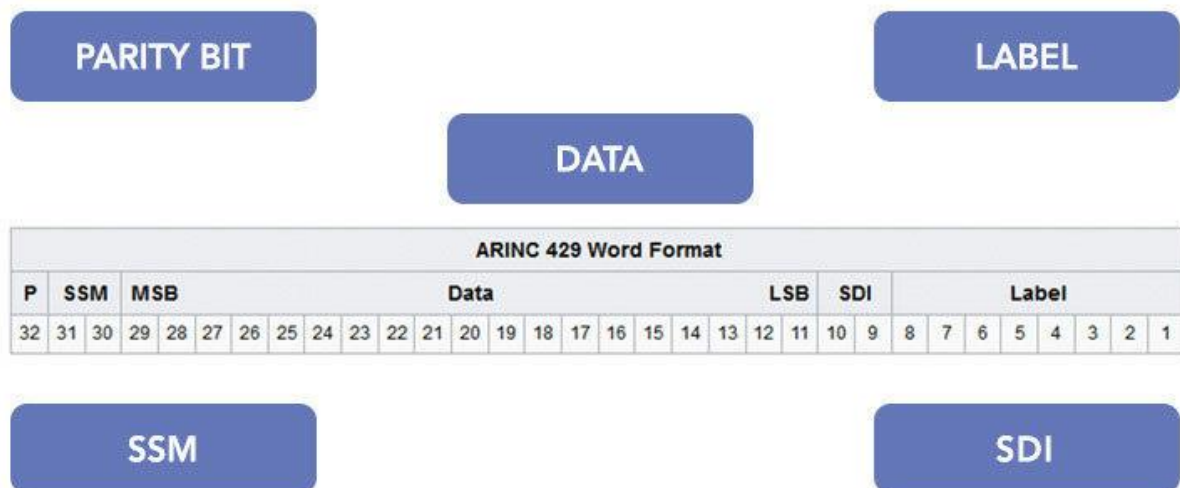 PARITY BIT
LABEL
DATA
ARINC 429 Word Format
P SSM MSB Data LSB SDI Label
32 31 30 29 28 27 26 25 24 23 22 21 20 19 18 17 16 15 14 13 12 11 10 9 8 7 6 5 4 3 2 1
SSM
SDI